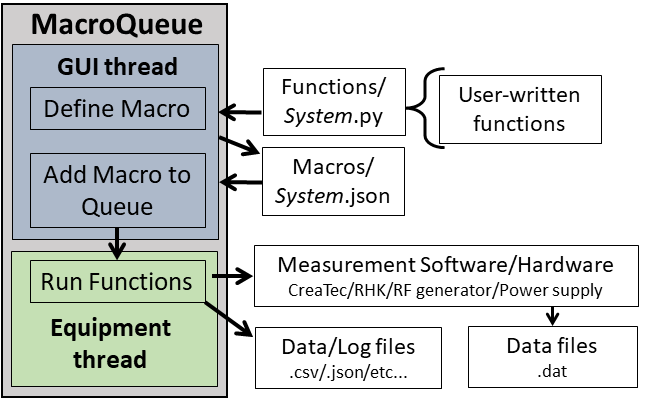 MacroQueue
GUI thread
Define Macro
Add Macro to
Queue
Run Functions
Equipment
thread
Functions/
System.py
User-written
functions
Macros/
System.json
Measurement Software/Hardware
CreaTec/RHK/RF generator/Power supply
Data/Log files
.csv/.json/etc...
Data files
.dat